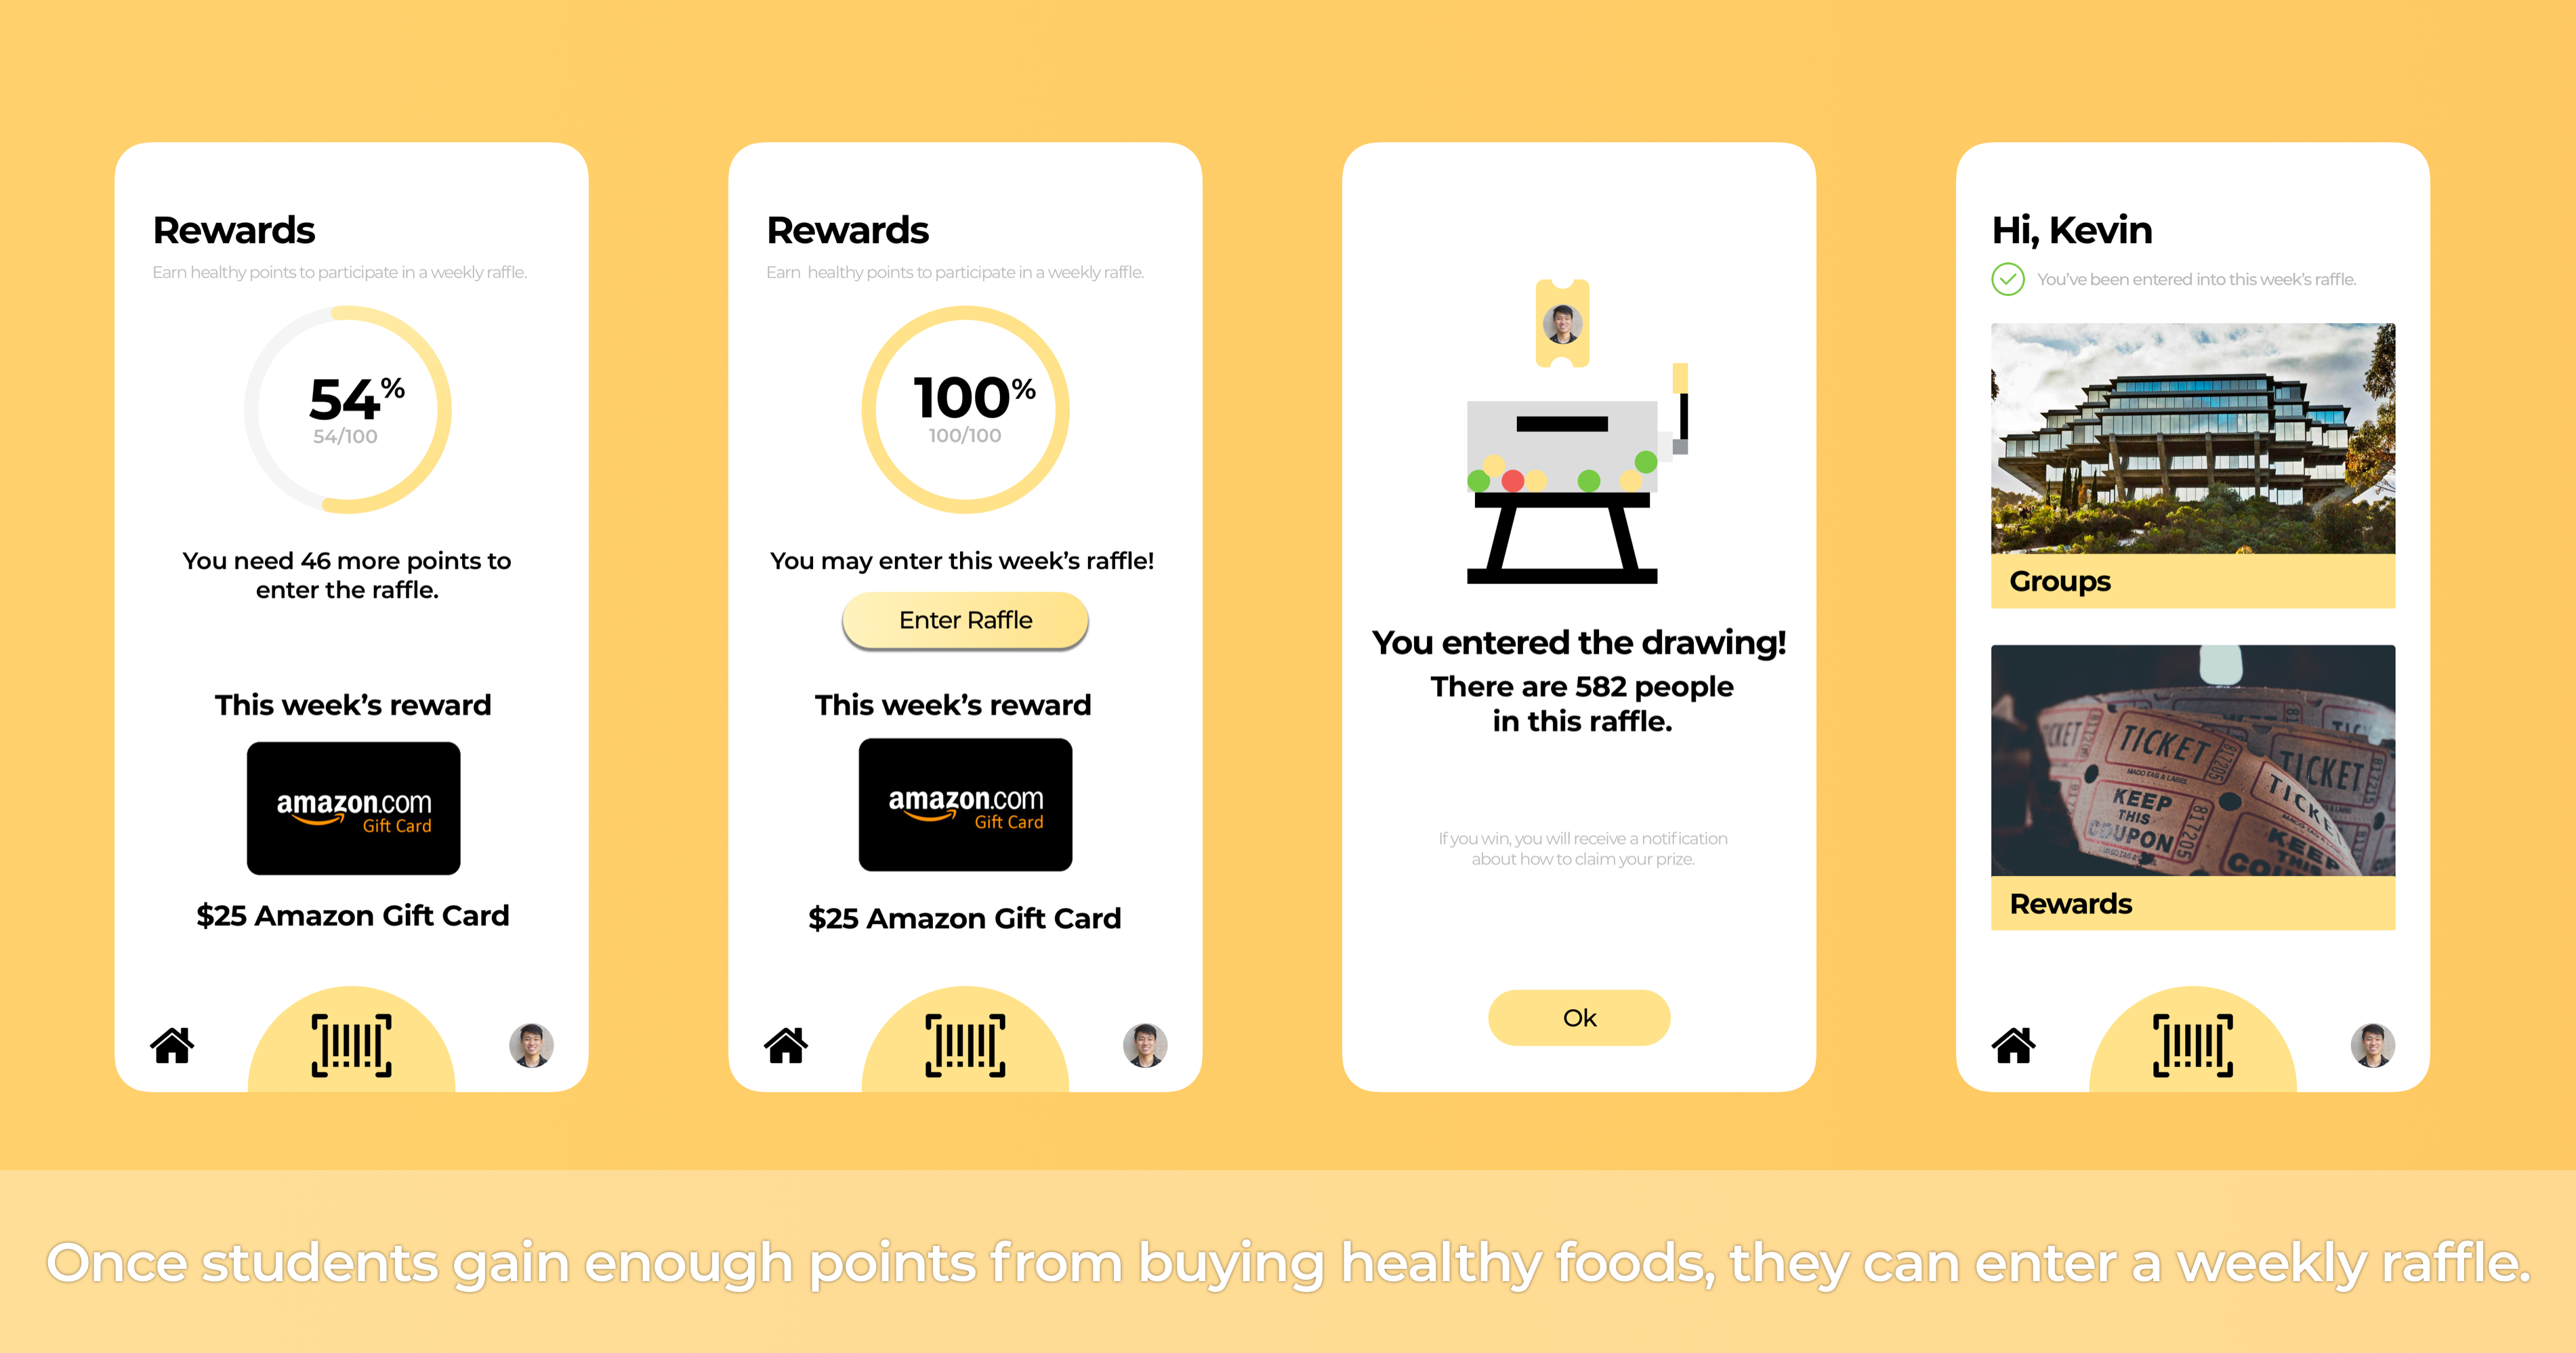 Rewards
Earn healthy points to participate in a weekly raffle.
54%
54/100
You need 46 more points to
enter the raffle.
This week's reward
amazon.com
Gift Card
$25 Amazon Gift Card
Rewards
Earn  healthy points to participate in a weekly raffle.
100%
100/100
You may enter this week's raffle!
Enter Raffle
This week's reward
amazon.com
Gift Card
$25 Amazon Gift Card
You entered the drawing!
There are 582 people
in this raffle.
If you win, you will receive a notification
about how to claim your prize.
Ok
Hi, Kevin
You've been entered into this week's raffle.
Groups
TICKET
TICKET
TICKE
KEEP
THIS
COUPON
817205
817205
817215
KEEP
THIS
Rewards
Once students gain enough points from buying healthy foods, they can enter a weekly raffle.